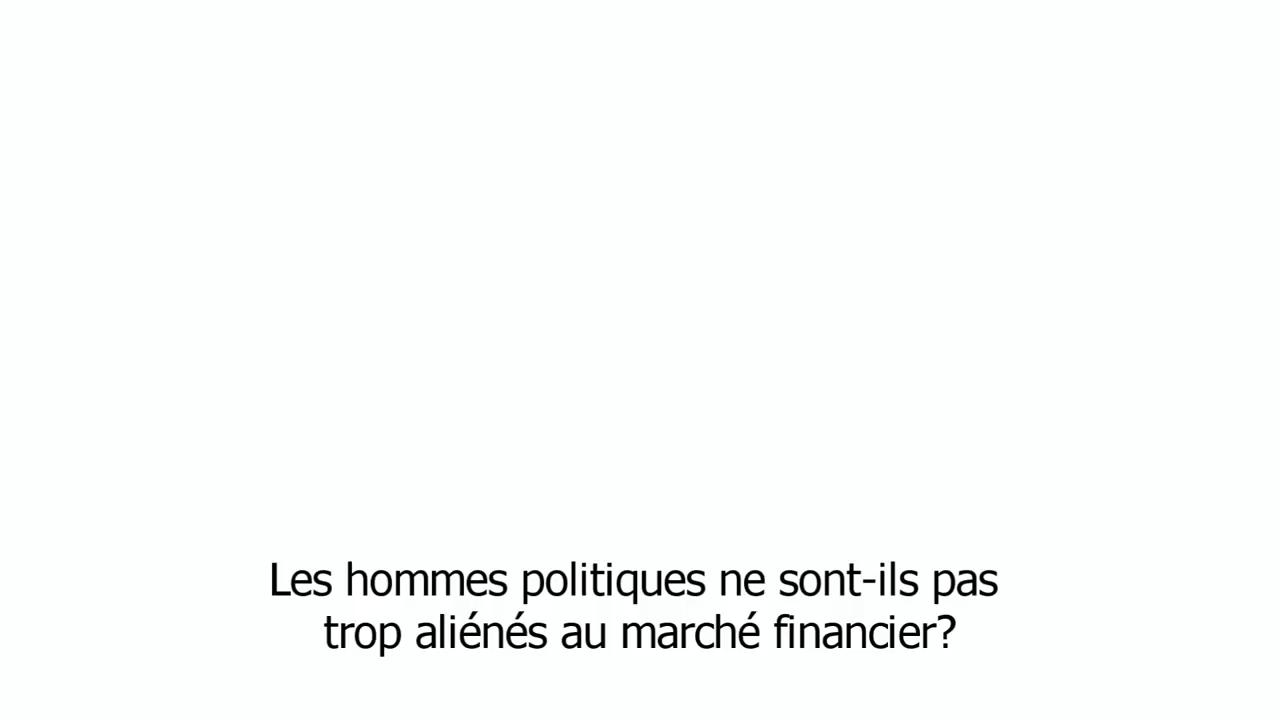 Les hommes politiques ne sont-ils pas
trop aliénés au marché financier?